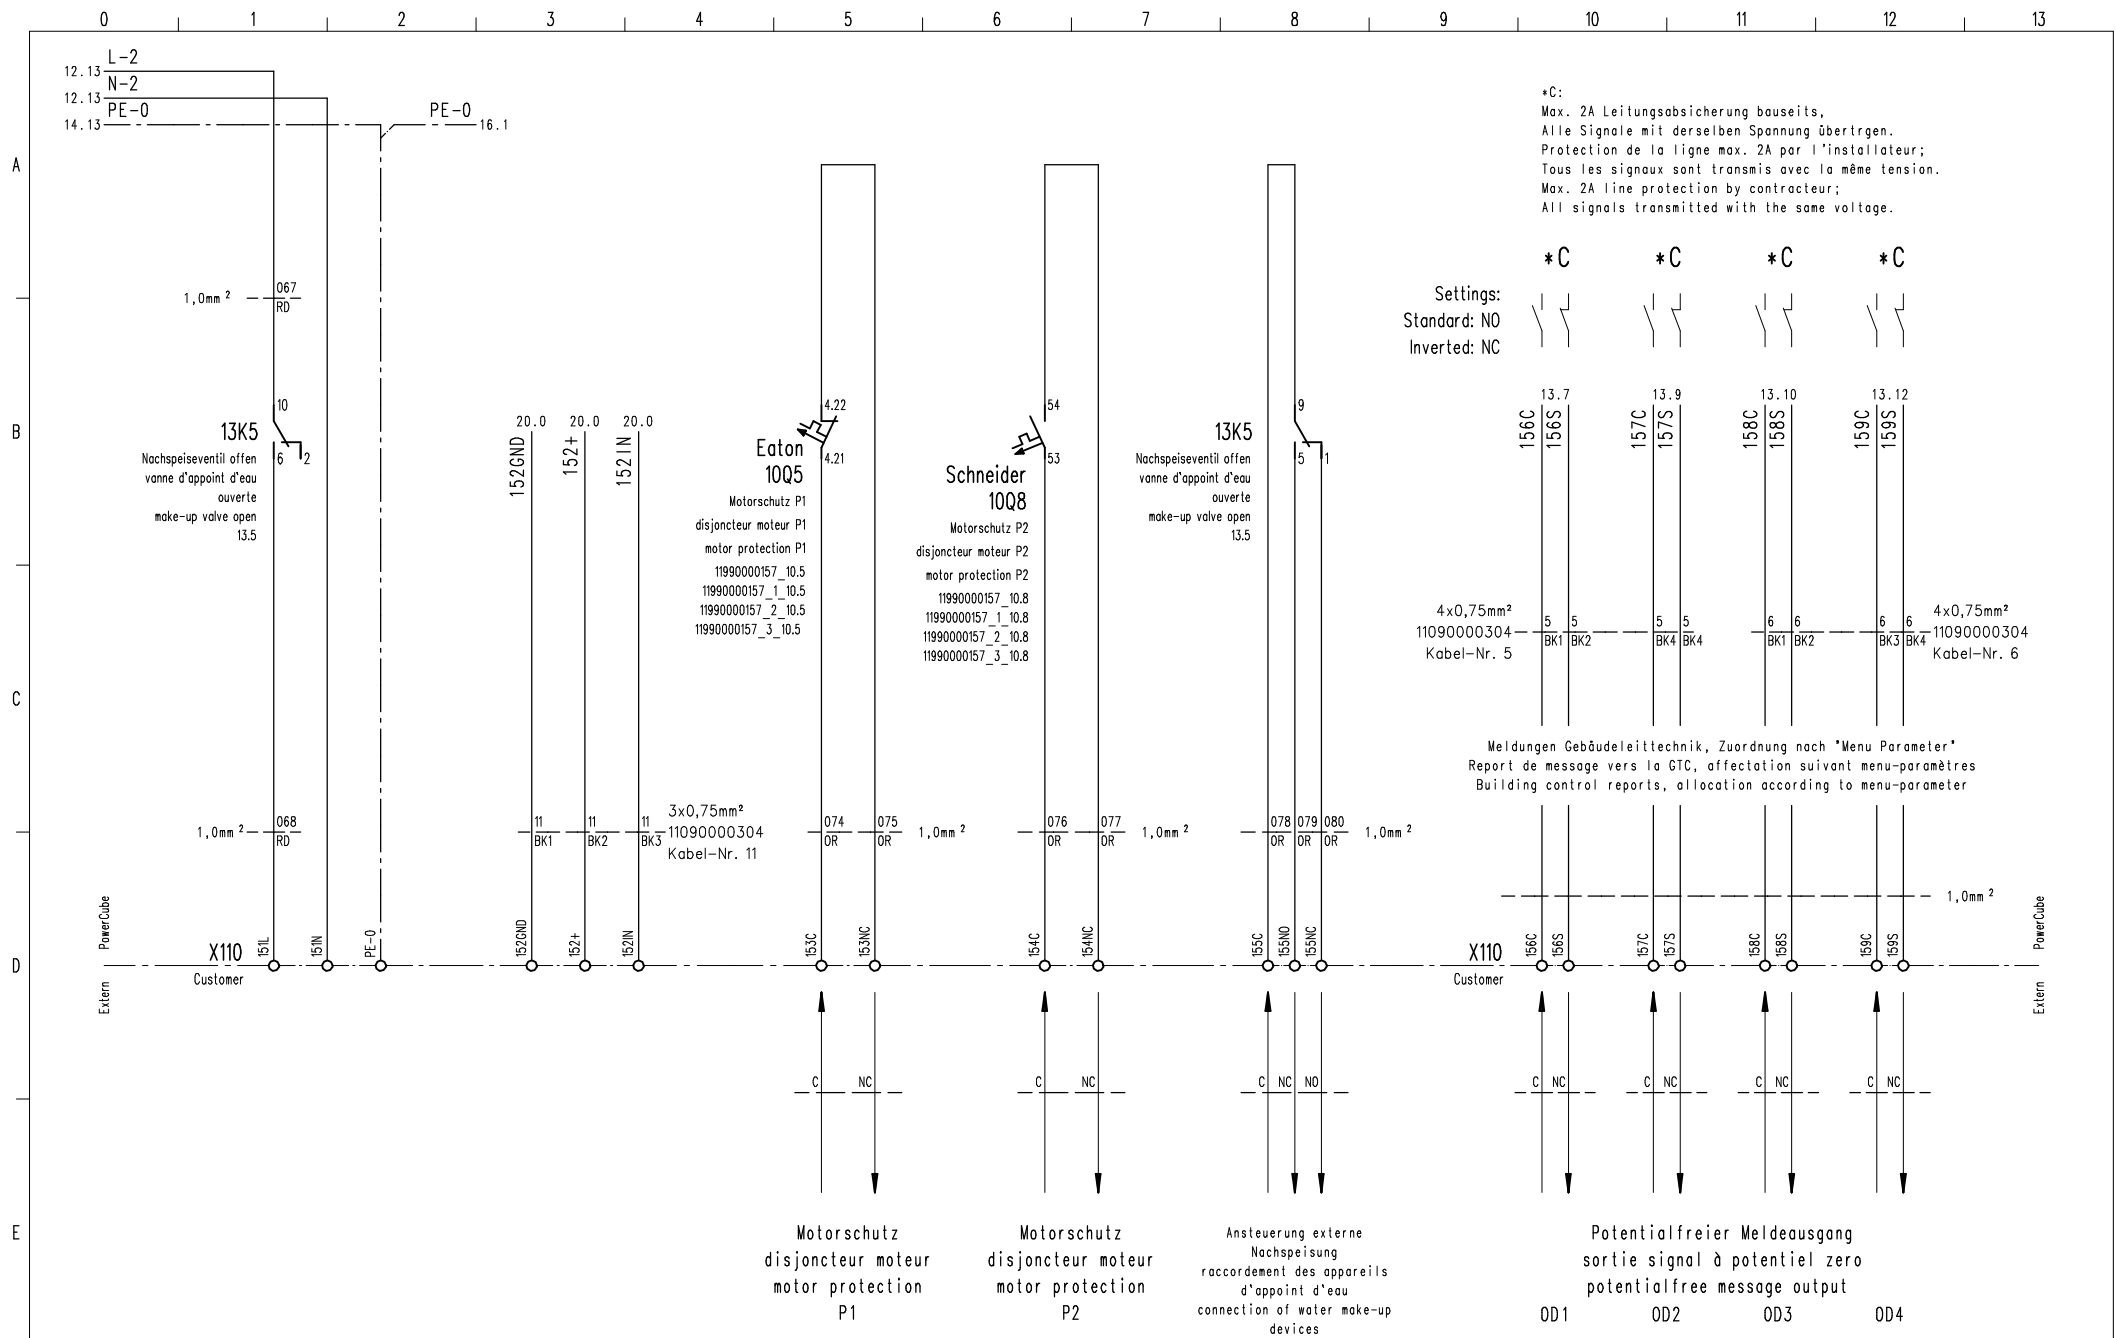 0 1 2 3 4 5 6 7 8 9 10 11 12 13
L-2
12.13
N-2
12.13
PE-0
14.13
PE-0
16.1
A
*C:
Max. 2A Leitungsabsicherung bauseits,
Alle Signale mit derselben Spannung übertrgen.
Protection de la ligne max. 2A par l'installateur;
Tous les signaux sont transmis avec la même tension.
Max. 2A line protection by contracteur;
All signals transmitted with the same voltage.
*C *C *C *C
Settings:
Standard: NO
Inverted: NC
1,0mm²
067
RD
B
10
13K5
6 2
Nachspeiseventil offen
vanne d'appoint d'eau
ouverte
make-up valve open
13.5
20.0 20.0 20.0
152GND
152+
152IN
4.22
Eaton
4.21
10Q5
Motorschutz P1
disjoncteur moteur P1
motor protection P1
11990000157_10.5
11990000157_1_10.5
11990000157_2_10.5
11990000157_3_10.5
54
53
Schneider
10Q8
Motorschutz P2
disjoncteur moteur P2
motor protection P2
11990000157_10.8
11990000157_1_10.8
11990000157_2_10.8
11990000157_3_10.8
9
13K5
5 1
Nachspeiseventil offen
vanne d'appoint d'eau
ouverte
make-up valve open
13.5
13.7 13.9 13.10 13.12
156C
156S
157C
157S
158C
158S
159C
159S
C
4x0,75mm²
11090000304
Kabel-Nr. 5
5 5 5 5 6 6 6 6
BK1 BK2 BK4 BK4 BK1 BK2 BK3 BK4
4x0,75mm²
11090000304
Kabel-Nr. 6
Meldungen Gebäudeleittechnik, Zuordnung nach "Menu Parameter"
Report de message vers la GTC, affectation suivant menu-paramètres
Building control reports, allocation according to menu-parameter
1,0mm²
068
RD
11 11 11
BK1 BK2 BK3
3x0,75mm²
11090000304
Kabel-Nr. 11
074 075
OR OR
1,0mm²
076 077
OR OR
1,0mm²
078 079 080
OR OR OR
1,0mm²
1,0mm²
D
PowerCube
Extern
X110
Customer
151L
151N
PE-0
152GND
152+
152IN
153C
153NC
154C
154NC
155C
155NO
155NC
X110
Customer
156C
156S
157C
157S
158C
158S
159C
159S
PowerCube
Extern
C NC C NC C NC NO C NC C NC C NC C NC
E
Motorschutz
disjoncteur moteur
motor protection
P1
Motorschutz
disjoncteur moteur
motor protection
P2
Ansteuerung externe
Nachspeisung
raccordement des appareils
d'appoint d'eau
connection of water make-up
devices
Potentialfreier Meldeausgang
sortie signal à potentiel zero
potentialfree message output
OD1 OD2 OD3 OD4